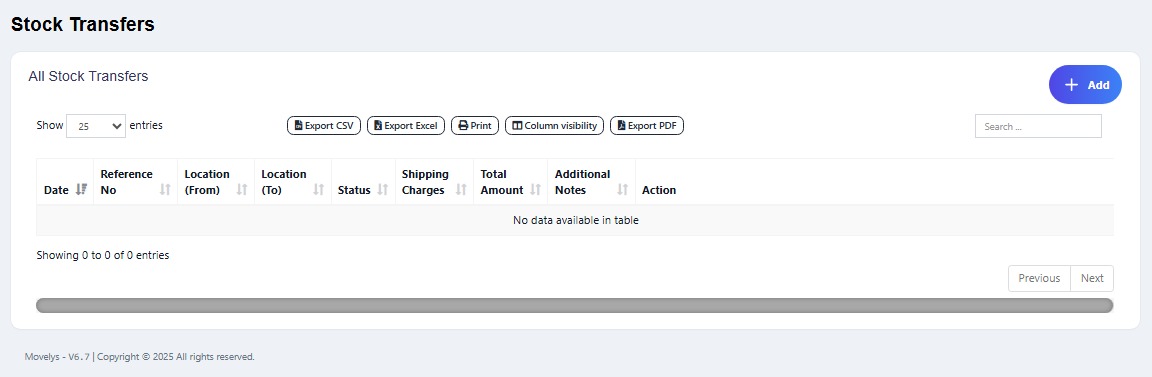 Stock Transfers
All Stock Transfers
Add
Show 25 entries
Export CSV Export Excel Print Column visibility Export PDF
Search ...
Date Reference No Location (From) Location (To) Status Shipping Charges Total Amount Additional Notes Action
No data available in table
Showing 0 to 0 of 0 entries
Previous Next
Movelys - V6.7 | Copyright © 2025 All rights reserved.